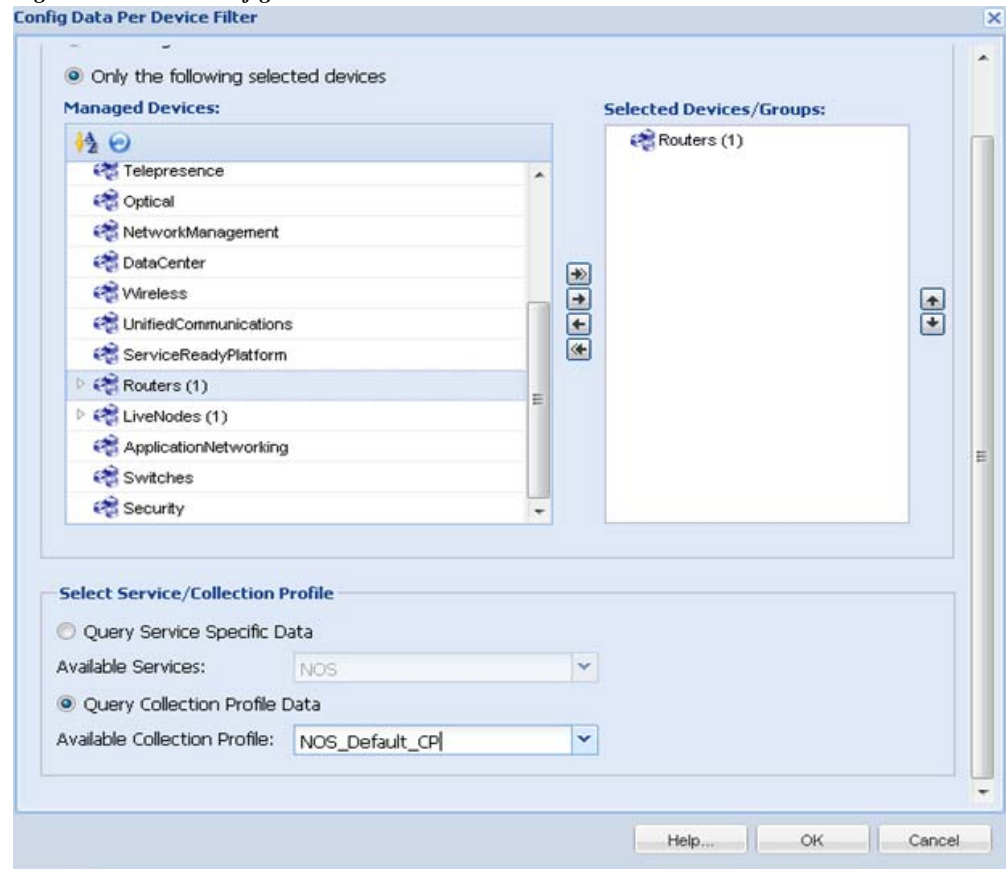 Config Data Per Device Filter
Only the following selected devices
Managed Devices:
Selected Devices/Groups:
Telepresence
Optical
NetworkManagement
DataCenter
Wireless
UnifiedCommunications
ServiceReadyPlatform
Routers (1)
LiveNodes (1)
ApplicationNetworking
Switches
Security
Routers (1)
Select Service/Collection Profile
Query Service Specific Data
Available Services:
NOS
Query Collection Profile Data
Available Collection Profile:
NOS_Default_CP
Help...
OK
Cancel